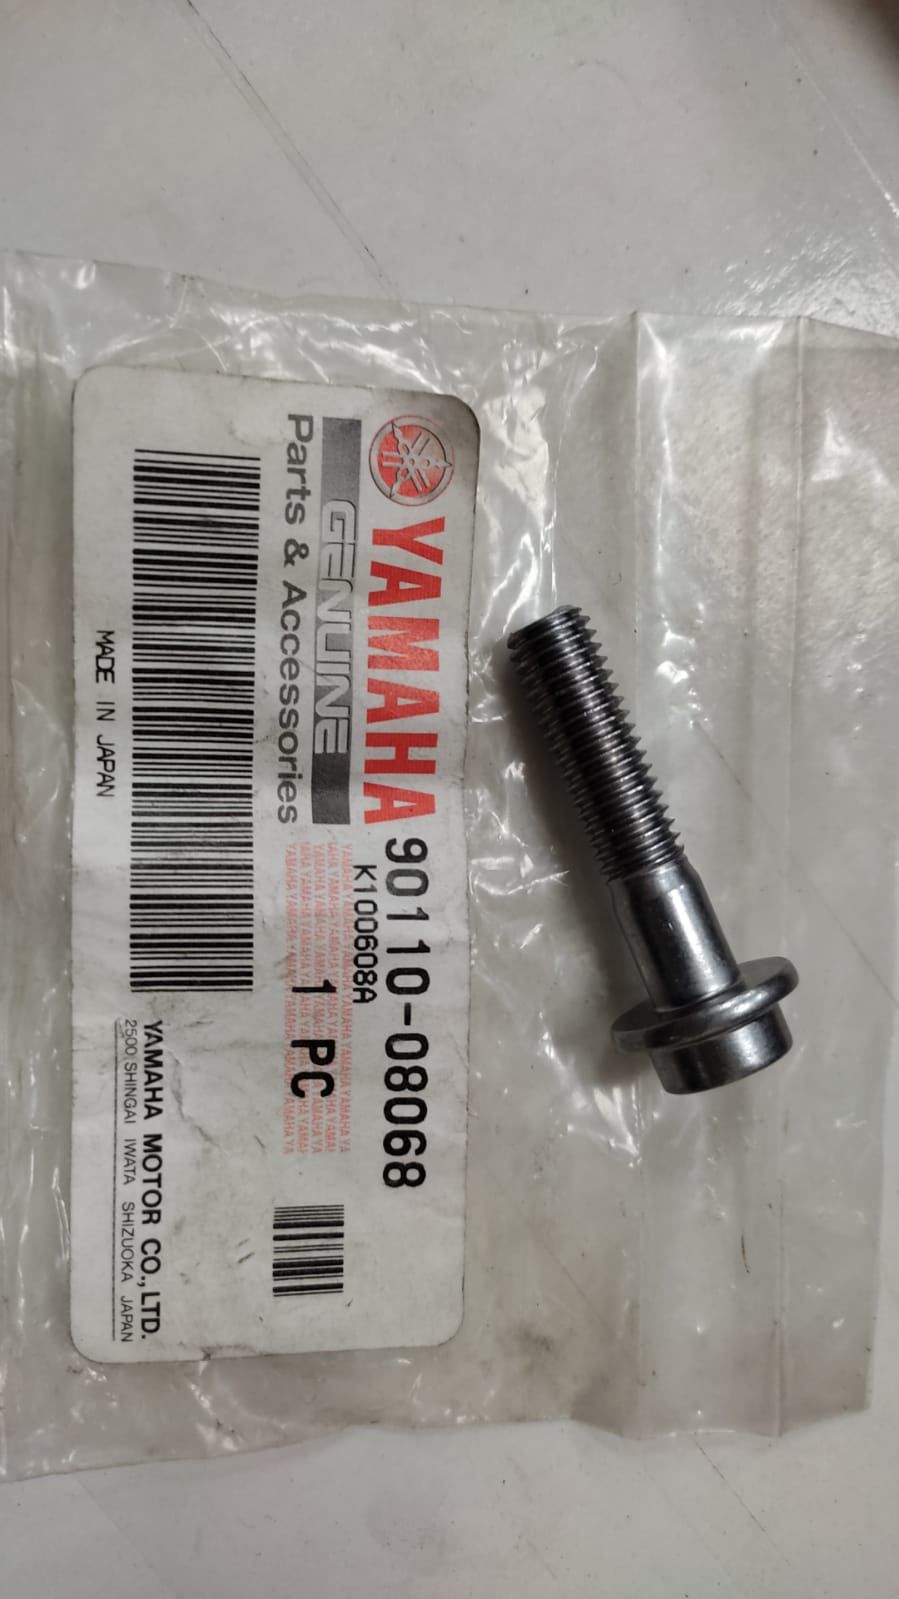 YAMAHA 90110-08068
GENUINE K100608A
Parts & Accessories 1 PC
MADE IN JAPAN
YAMAHA MOTOR CO., LTD.
2500 SHINGAI IWATA SHIZUOKA JAPAN